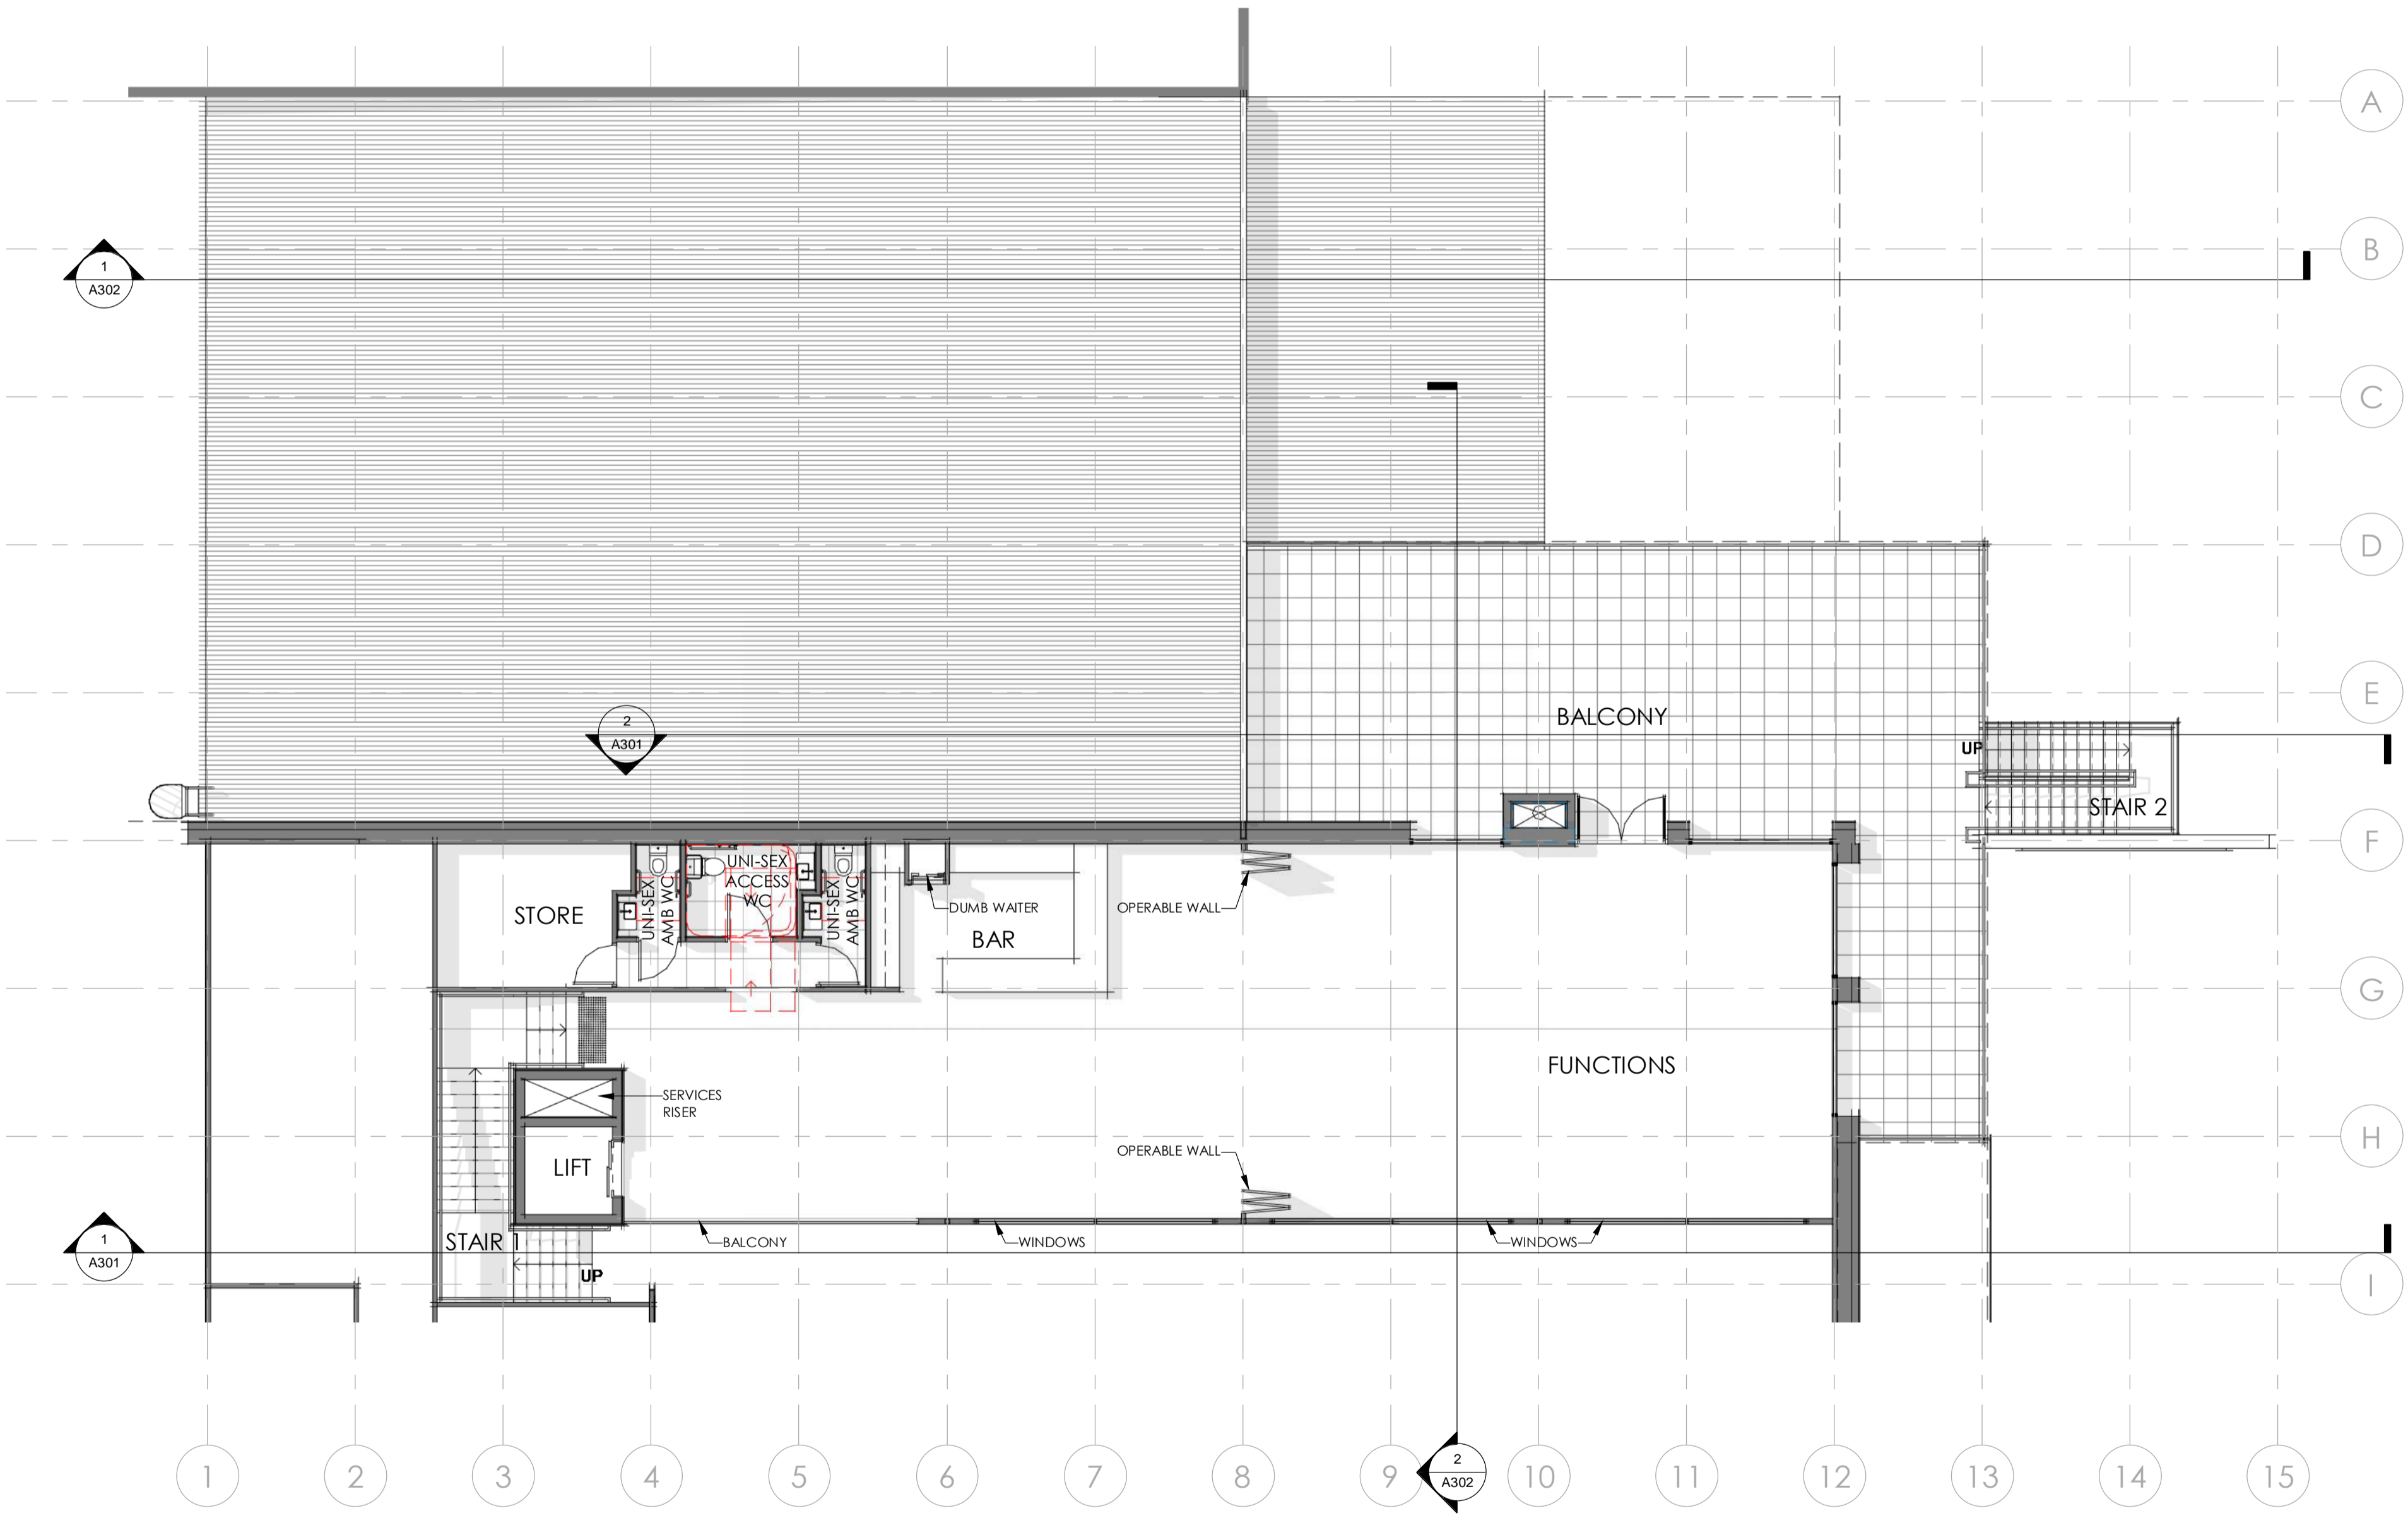 A
B
1
A302
C
D
E
BALCONY
2
A301
UP
STAIR 2
F
UNI-SEX
ACCESS
WC
UNI-SEX
AMB WC
UNI-SEX
AMB WC
STORE
DUMB WAITER
BAR
OPERABLE WALL
G
FUNCTIONS
SERVICES
RISER
H
OPERABLE WALL
LIFT
STAIR 1
BALCONY
WINDOWS
WINDOWS
1
A301
UP
I
1
2
3
4
5
6
7
8
9
2
A302
10
11
12
13
14
15